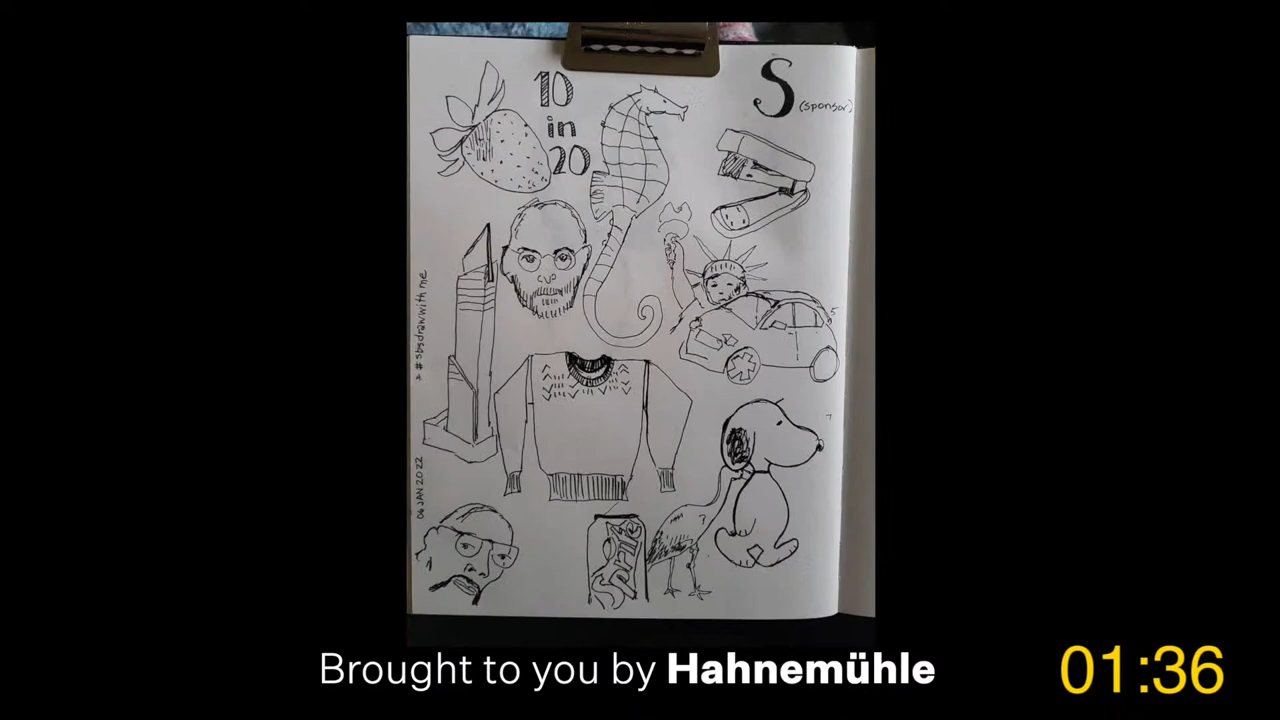 10
in
20
S
(sponsor)
+ #sbsdrawwithme
06 JAN 2022
Sprite
Brought to you by Hahnemühle
01:36